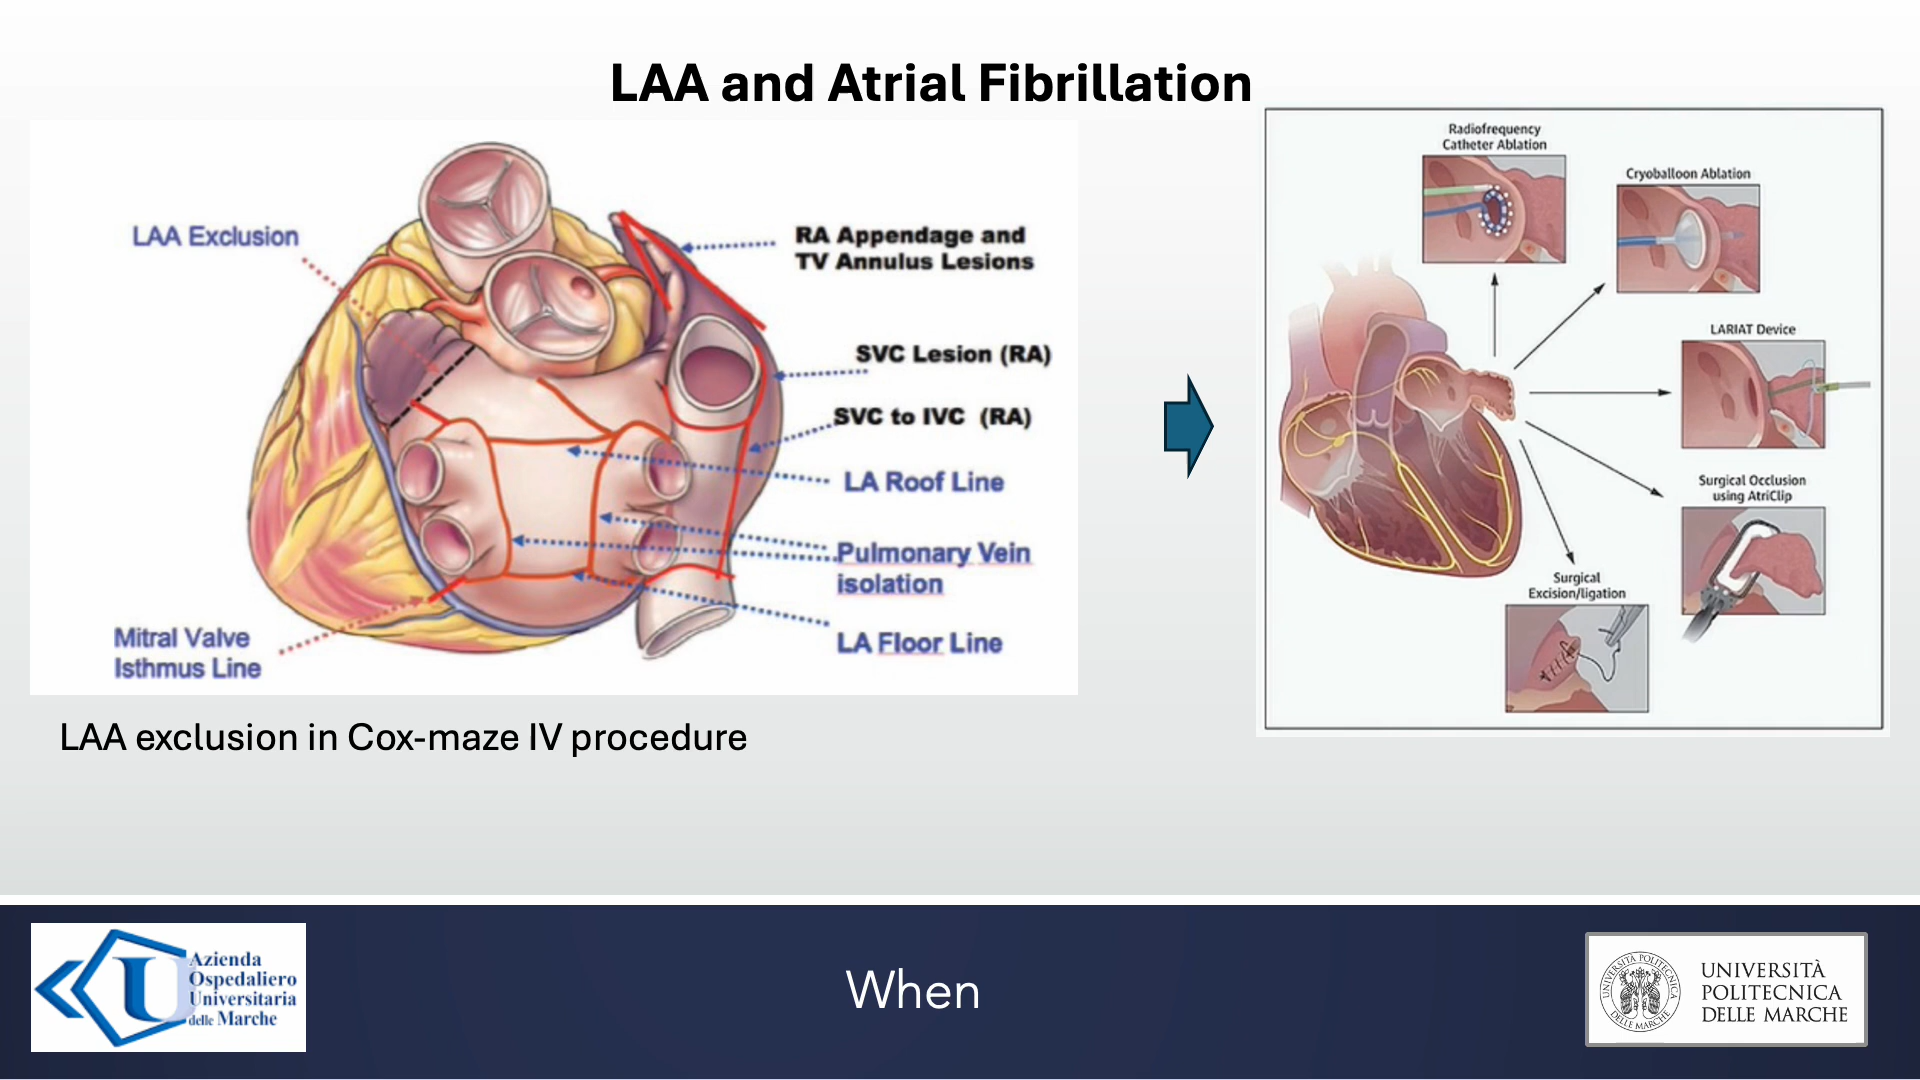 LAA and Atrial Fibrillation
LAA Exclusion
RA Appendage and
TV Annulus Lesions
SVC Lesion (RA)
SVC to IVC (RA)
LA Roof Line
Pulmonary Vein
isolation
LA Floor Line
Mitral Valve
Isthmus Line
LAA exclusion in Cox-maze IV procedure
Radiofrequency
Catheter Ablation
Cryoballoon Ablation
LARIAT Device
Surgical Occlusion
using AtriClip
Surgical
Excision/ligation
Azienda
Ospedaliero
Universitaria
delle Marche
When
UNIVERSITÀ
POLITECNICA
DELLE MARCHE